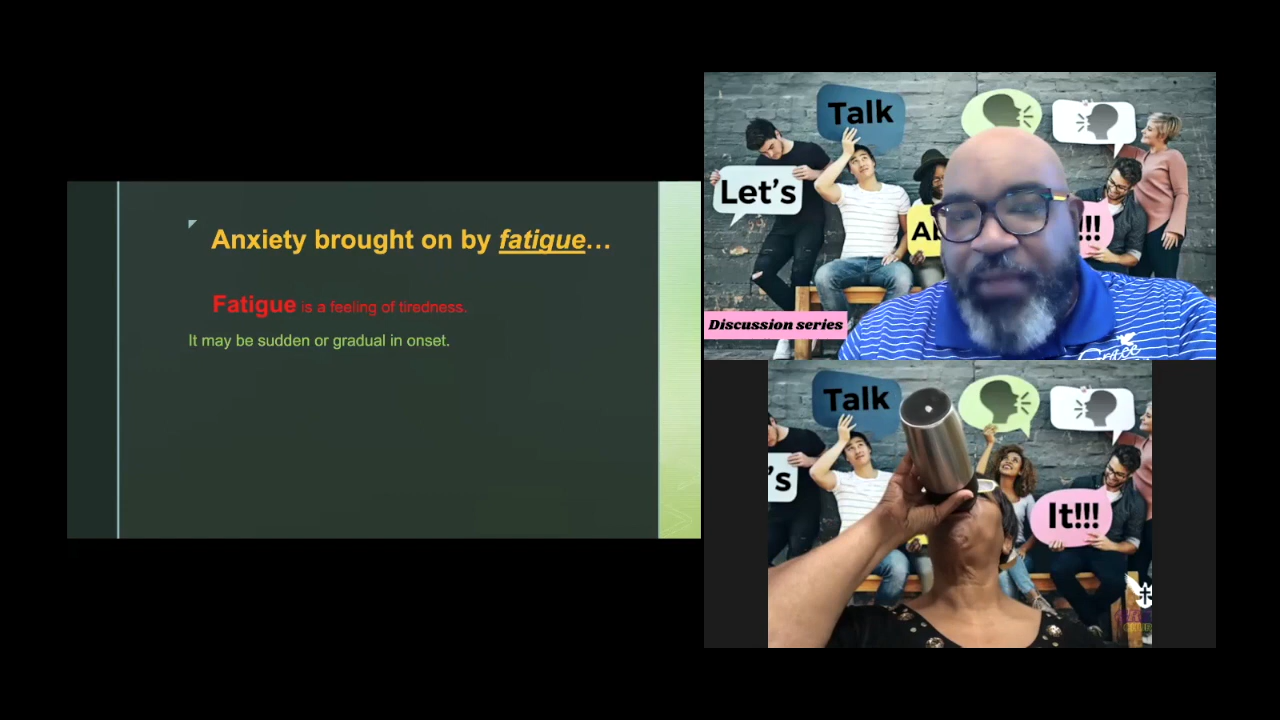 Anxiety brought on by fatigue...
Fatigue is a feeling of tiredness.
It may be sudden or gradual in onset.
Talk
Let's
!!!
Discussion series
Grace
Talk
's
It!!!